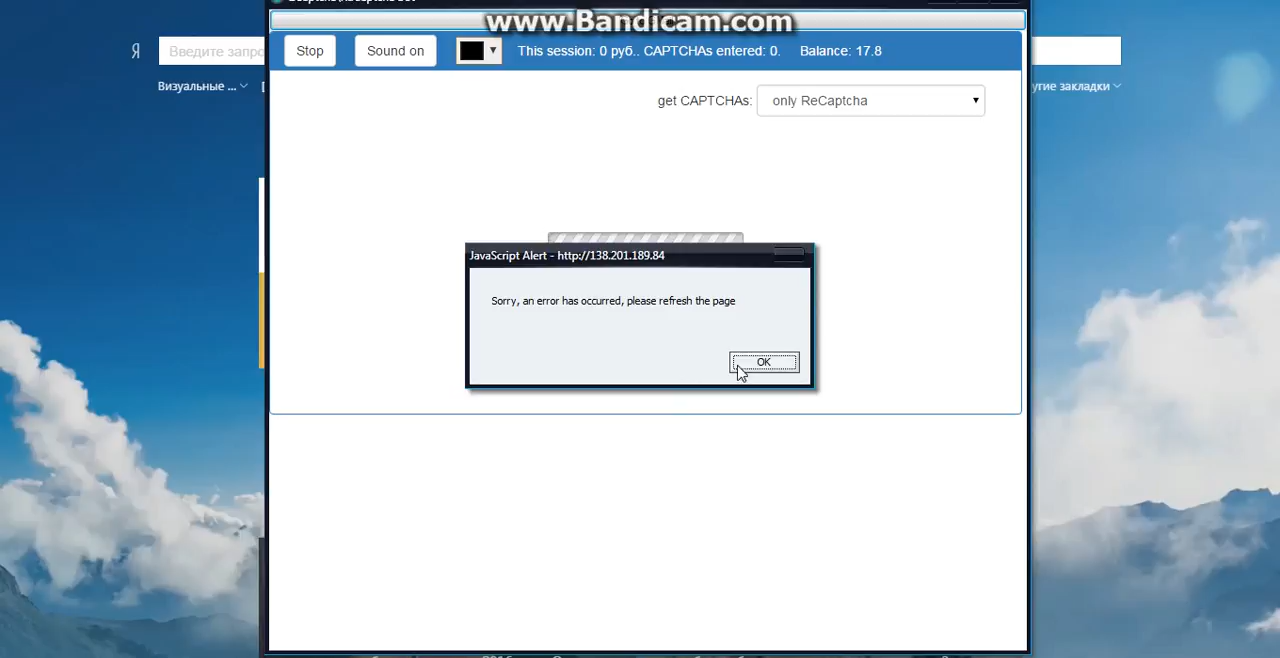 www.Bandicam.com
Я
Введите запро
Stop
Sound on
This session: 0 руб.. CAPTCHAs entered: 0.
Balance: 17.8
Визуальные ...
закладки
get CAPTCHAs:
only ReCaptcha
JavaScript Alert - http://138.201.189.84
Sorry, an error has occurred, please refresh the page
OK